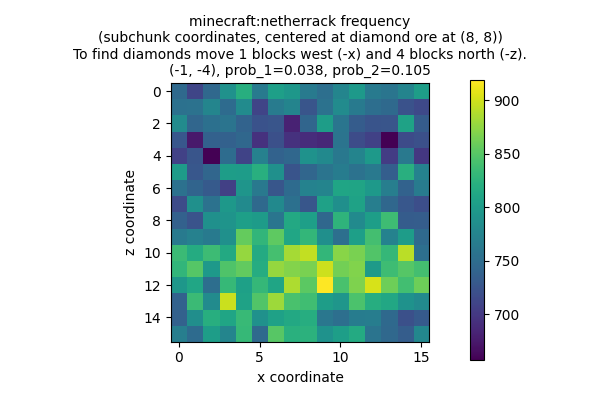 minecraft:netherrack frequency
(subchunk coordinates, centered at diamond ore at (8, 8))
To find diamonds move 1 blocks west (-x) and 4 blocks north (-z).
(-1, -4), prob_1=0.038, prob_2=0.105
0
2
4
6
8
10
12
14
z coordinate
0 5 10 15
x coordinate
900
850
800
750
700